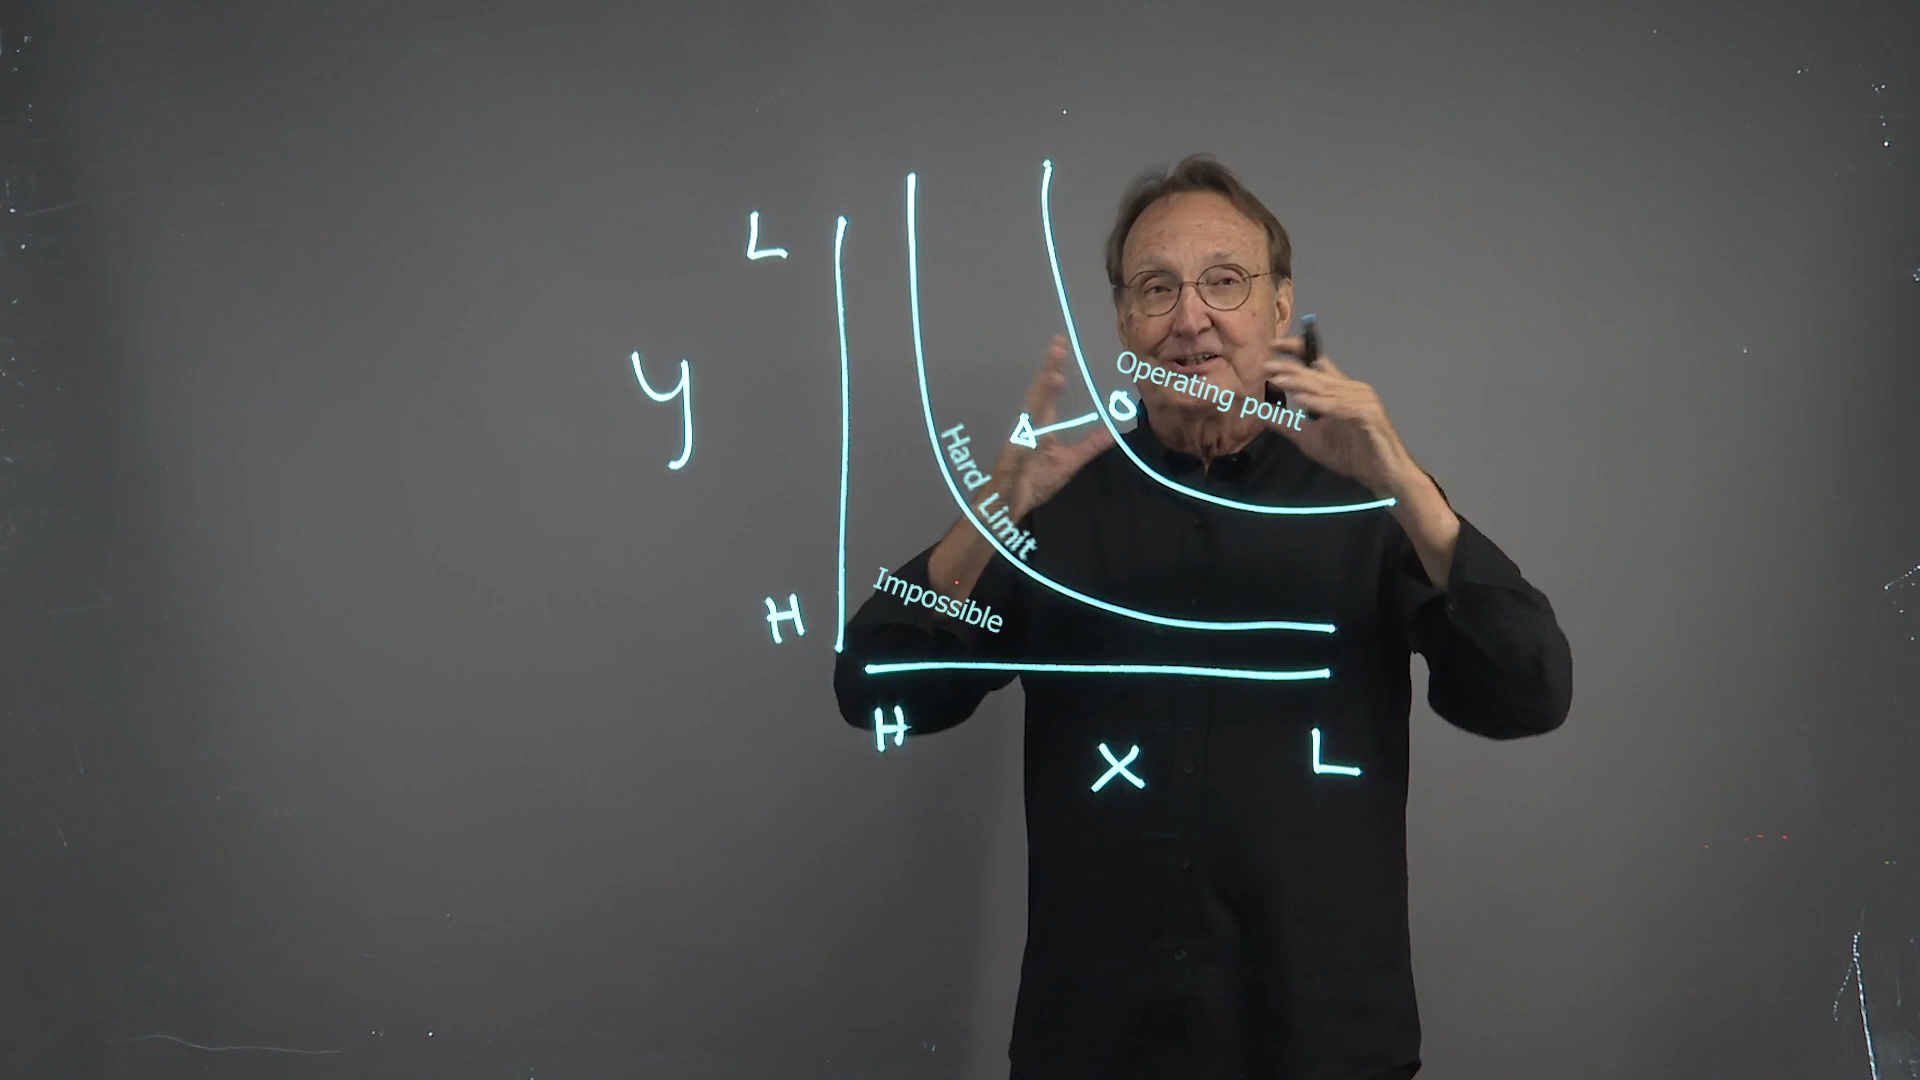 L
y
O
Operating point
Hard Limit
Impossible
H
H
X
L